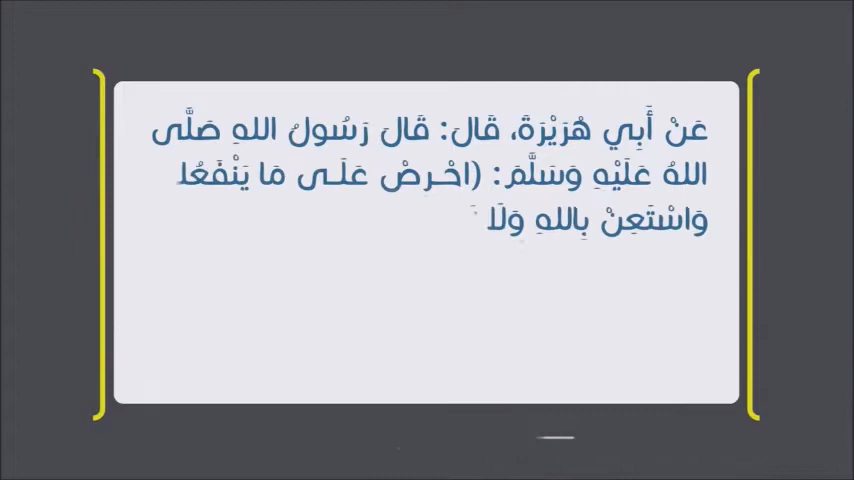 عَنْ أَبِي هُرَيْرَةَ، قَالَ: قَالَ رَسُولُ اللهِ صَلَّى
اللهُ عَلَيْهِ وَسَلَّمَ: (احْرِصْ عَلَى مَا يَنْفَعُ
وَاسْتَعِنْ بِاللهِ وَلَا